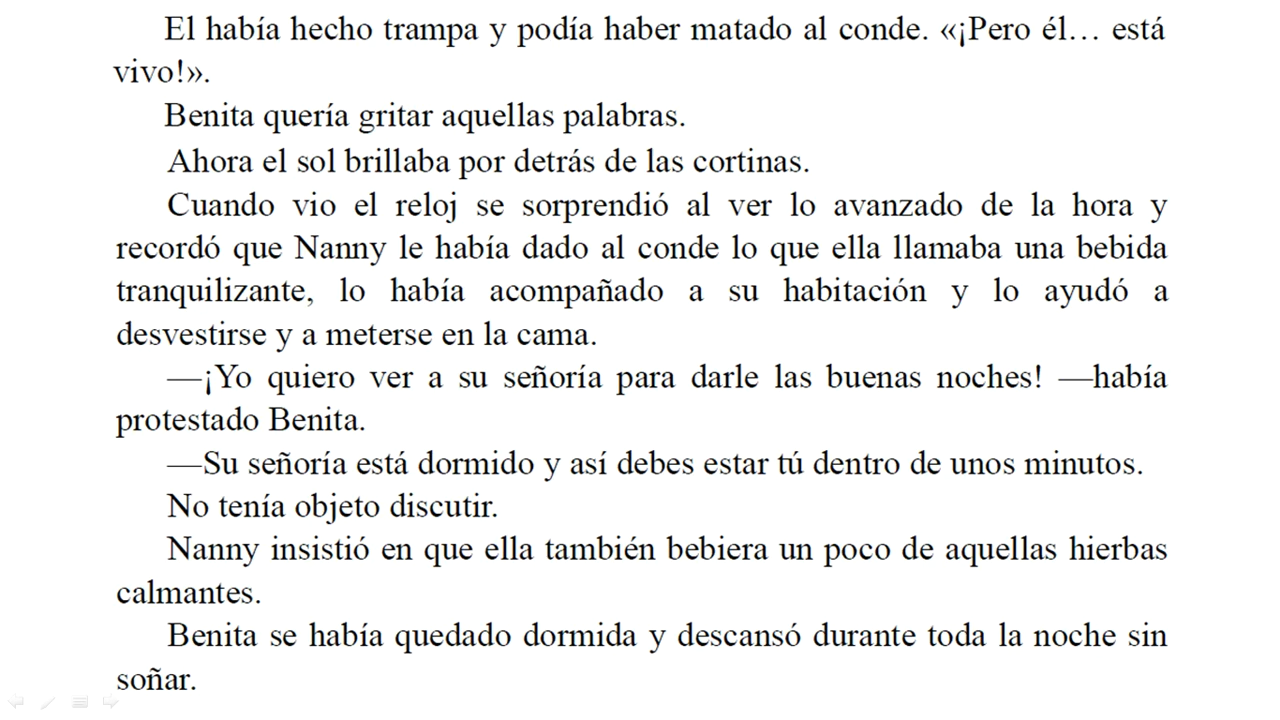 El había hecho trampa y podía haber matado al conde. «¡Pero él… está
vivo!».
Benita quería gritar aquellas palabras.
Ahora el sol brillaba por detrás de las cortinas.
Cuando vio el reloj se sorprendió al ver lo avanzado de la hora y
recordó que Nanny le había dado al conde lo que ella llamaba una bebida
tranquilizante, lo había acompañado a su habitación y lo ayudó a
desvestirse y a meterse en la cama.
—¡Yo quiero ver a su señoría para darle las buenas noches! —había
protestado Benita.
—Su señoría está dormido y así debes estar tú dentro de unos minutos.
No tenía objeto discutir.
Nanny insistió en que ella también bebiera un poco de aquellas hierbas
calmantes.
Benita se había quedado dormida y descansó durante toda la noche sin
soñar.